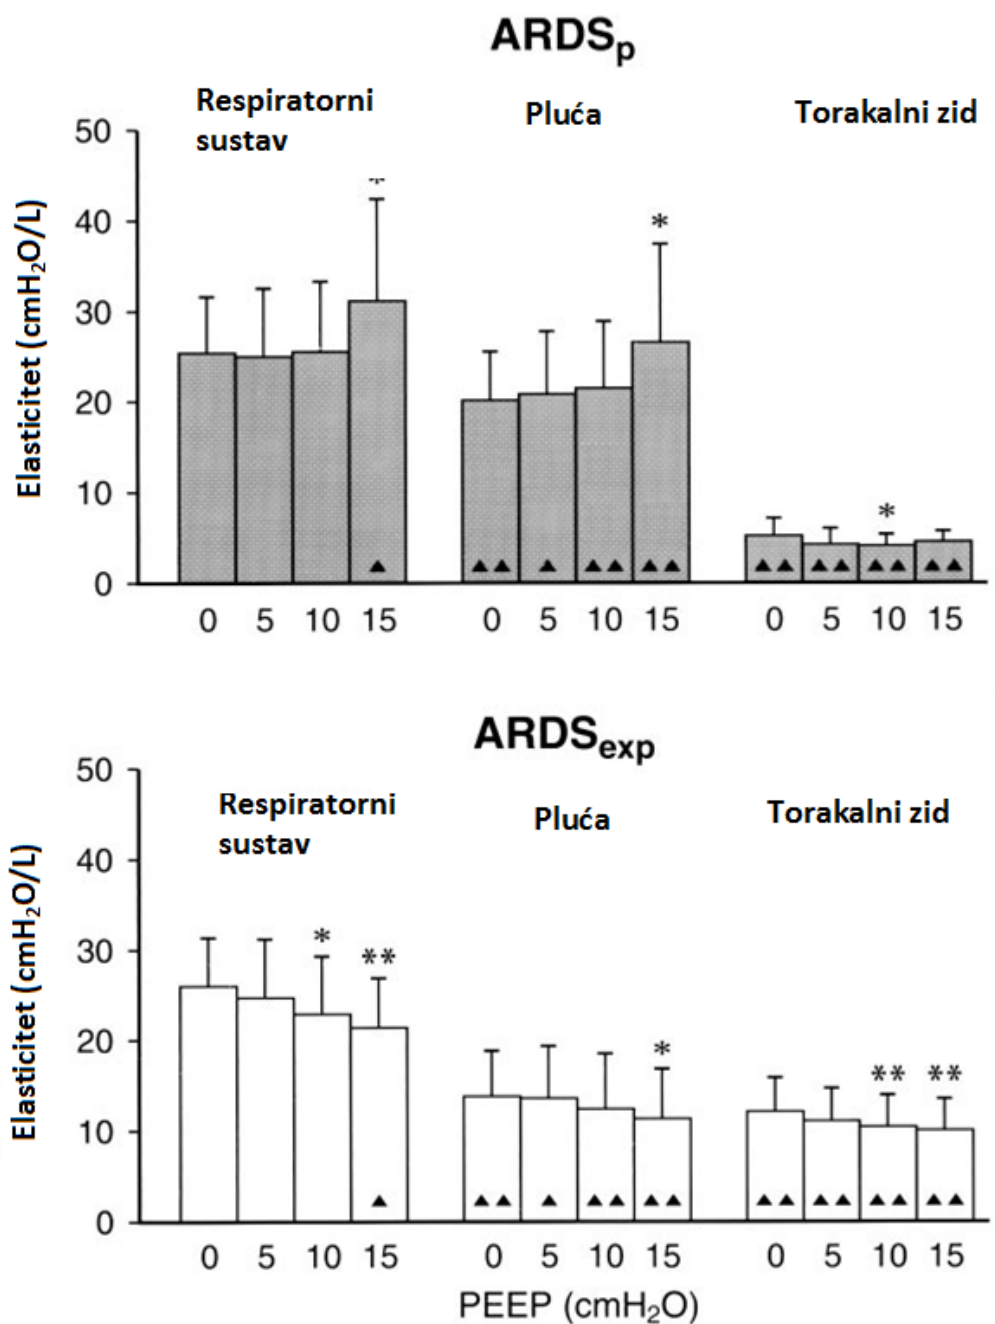 ARDSp
Respiratorni
sustav
Pluća
Torakalni zid
Elasticitet (cmH2O/L)
50
40
30
20
10
0
*
*
*
0 5 10 15
0 5 10 15
0 5 10 15
ARDSexp
Respiratorni
sustav
Pluća
Torakalni zid
Elasticitet (cmH2O/L)
50
40
30
20
10
0
* **
*
** **
0 5 10 15
0 5 10 15
0 5 10 15
PEEP (cmH2O)